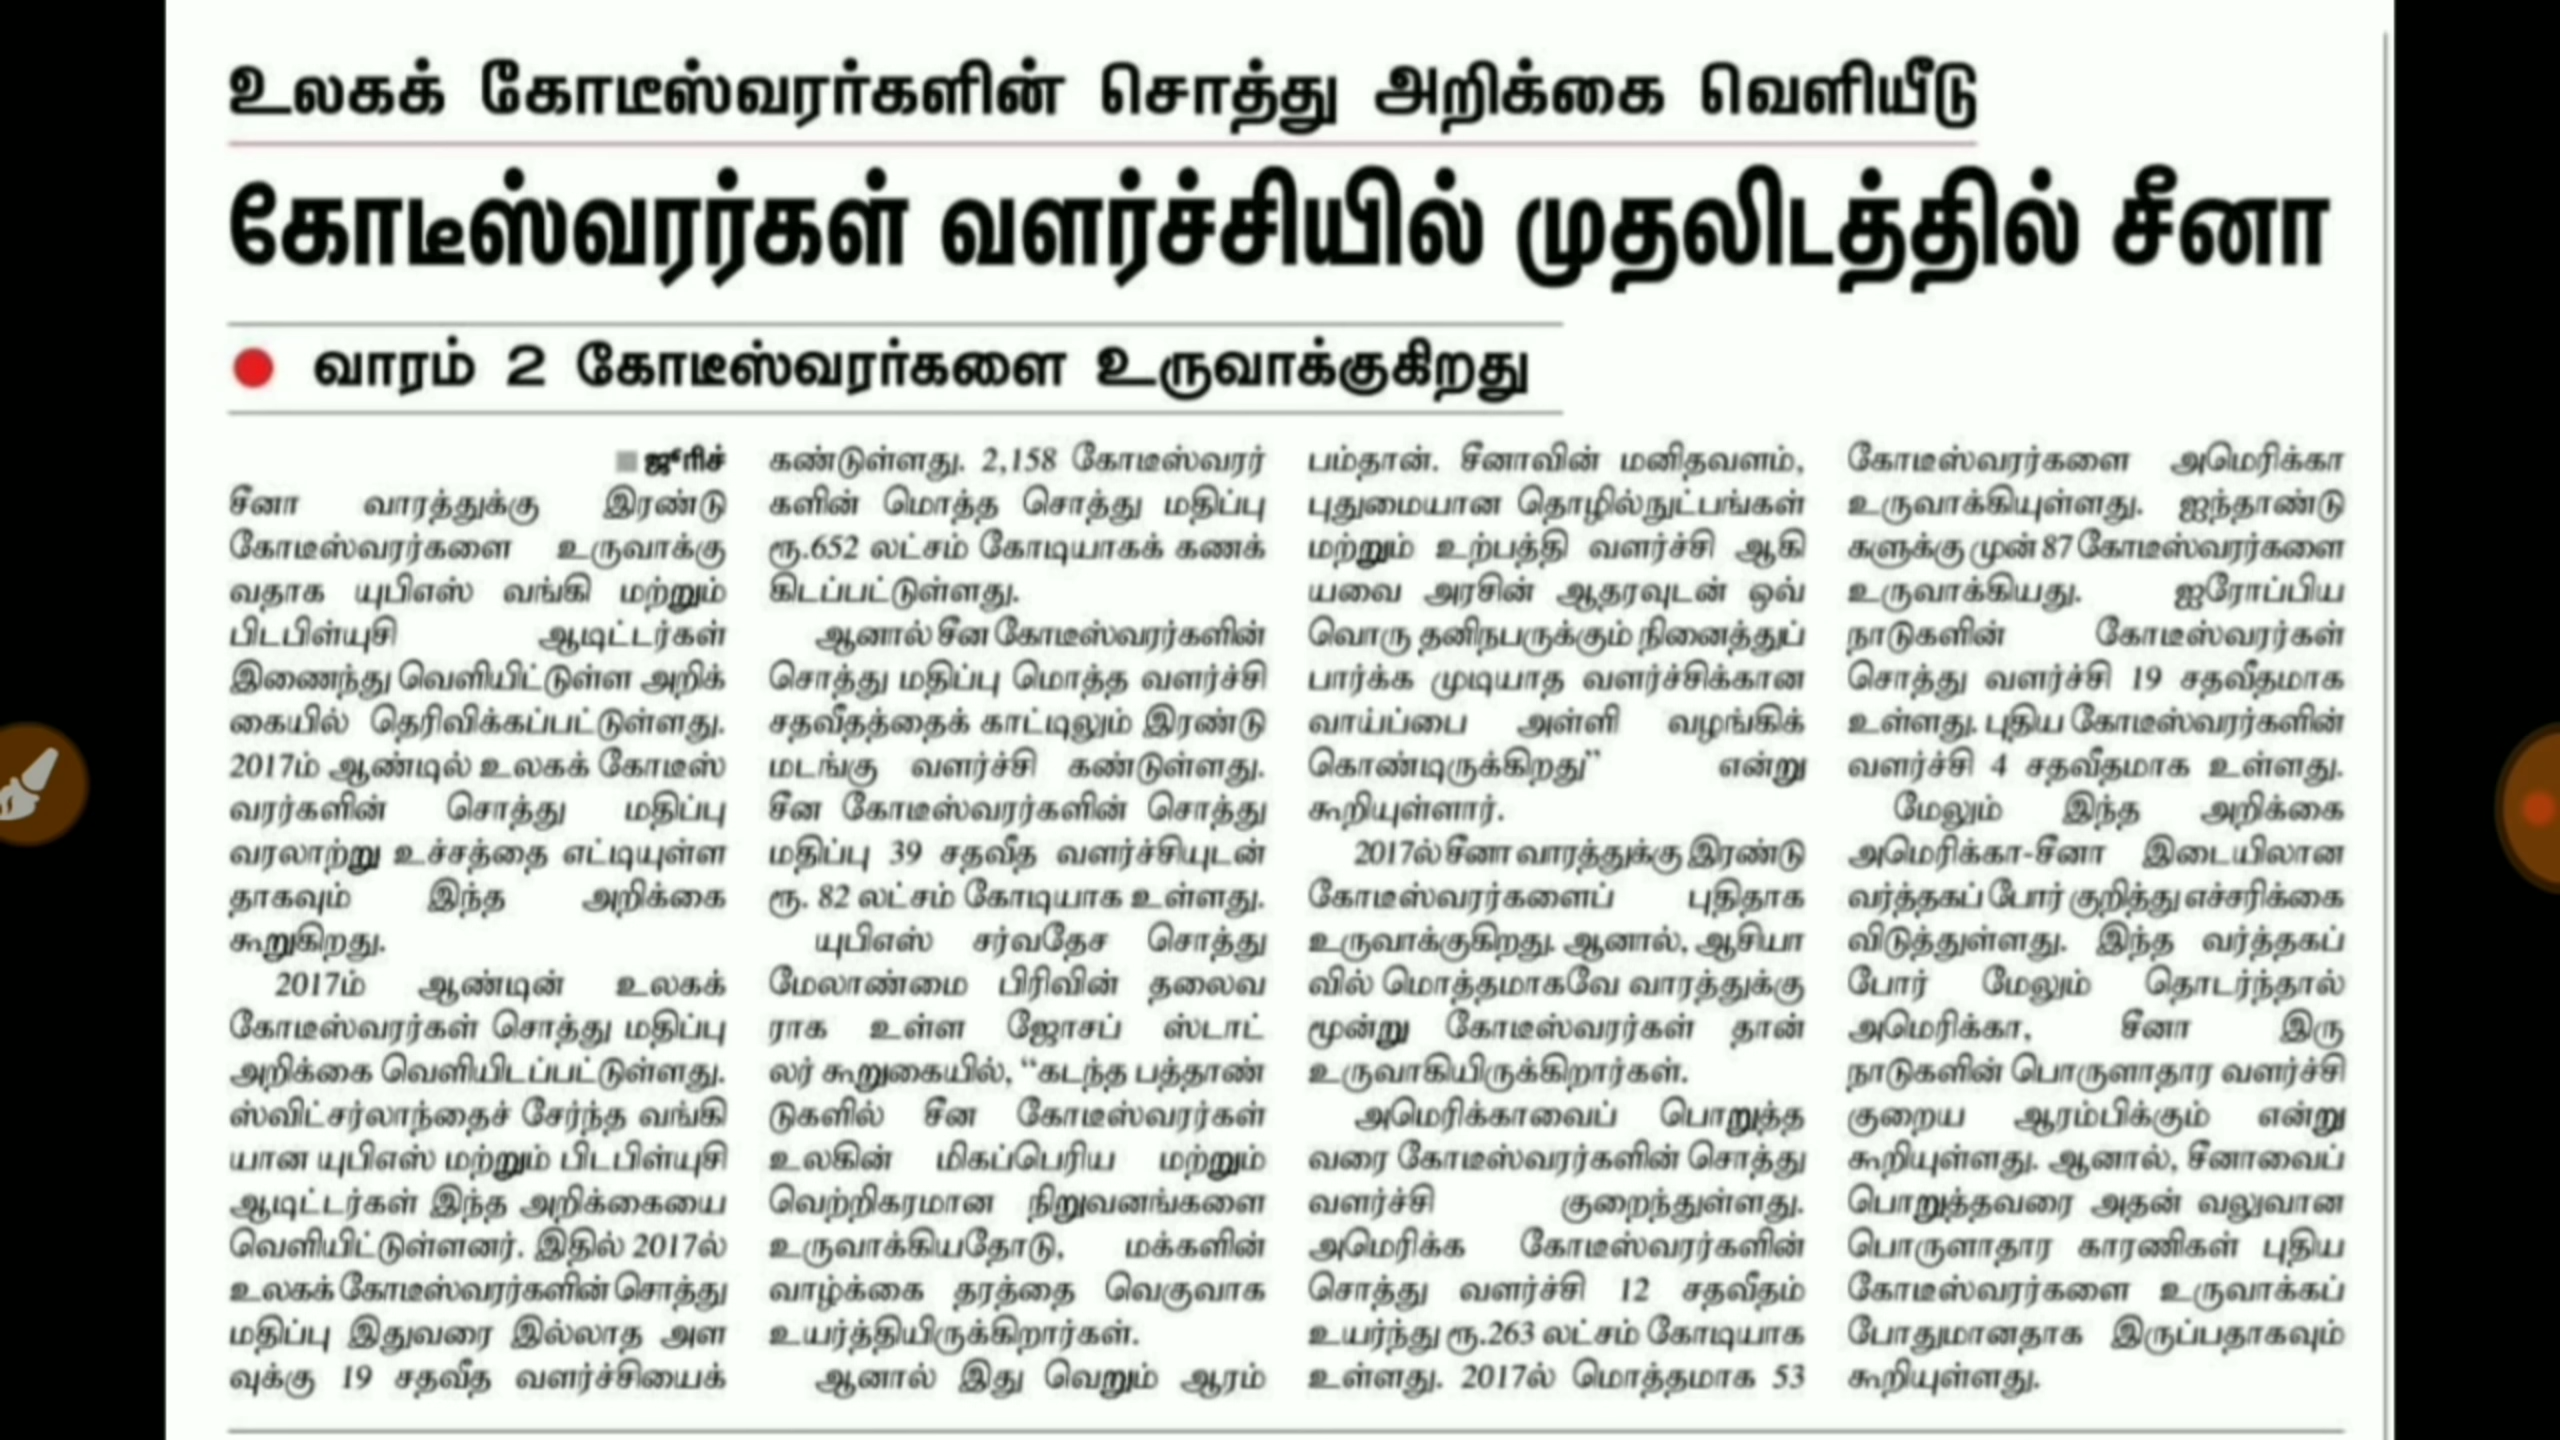 உலகக் கோடீஸ்வரர்களின் சொத்து அறிக்கை வெளியீடு
கோடீஸ்வரர்கள் வளர்ச்சியில் முதலிடத்தில் சீனா
வாரம் 2 கோடீஸ்வரர்களை உருவாக்குகிறது
ஜூரிச்
சீனா வாரத்துக்கு இரண்டு
கோடீஸ்வரர்களை உருவாக்கு
வதாக யுபிஎஸ் வங்கி மற்றும்
பிடபிள்யுசி ஆடிட்டர்கள்
இணைந்து வெளியிட்டுள்ள அறிக்
கையில் தெரிவிக்கப்பட்டுள்ளது.
2017ம் ஆண்டில் உலகக் கோடீஸ்
வரர்களின் சொத்து மதிப்பு
வரலாற்று உச்சத்தை எட்டியுள்ள
தாகவும் இந்த அறிக்கை
கூறுகிறது.
2017ம் ஆண்டின் உலகக்
கோடீஸ்வரர்கள் சொத்து மதிப்பு
அறிக்கை வெளியிடப்பட்டுள்ளது.
ஸ்விட்சர்லாந்தைச் சேர்ந்த வங்கி
யான யுபிஎஸ் மற்றும் பிடபிள்யுசி
ஆடிட்டர்கள் இந்த அறிக்கையை
வெளியிட்டுள்ளனர். இதில் 2017ல்
உலகக் கோடீஸ்வரர்களின் சொத்து
மதிப்பு இதுவரை இல்லாத அள
வுக்கு 19 சதவீத வளர்ச்சியைக்
கண்டுள்ளது. 2,158 கோடீஸ்வரர்
களின் மொத்த சொத்து மதிப்பு
ரூ.652 லட்சம் கோடியாகக் கணக்
கிடப்பட்டுள்ளது.
ஆனால் சீன கோடீஸ்வரர்களின்
சொத்து மதிப்பு மொத்த வளர்ச்சி
சதவீதத்தைக் காட்டிலும் இரண்டு
மடங்கு வளர்ச்சி கண்டுள்ளது.
சீன கோடீஸ்வரர்களின் சொத்து
மதிப்பு 39 சதவீத வளர்ச்சியுடன்
ரூ. 82 லட்சம் கோடியாக உள்ளது.
யுபிஎஸ் சர்வதேச சொத்து
மேலாண்மை பிரிவின் தலைவ
ராக உள்ள ஜோசப் ஸ்டாட்
லர் கூறுகையில், “கடந்த பத்தாண்
டுகளில் சீன கோடீஸ்வரர்கள்
உலகின் மிகப்பெரிய மற்றும்
வெற்றிகரமான நிறுவனங்களை
உருவாக்கியதோடு, மக்களின்
வாழ்க்கை தரத்தை வெகுவாக
உயர்த்தியிருக்கிறார்கள்.
ஆனால் இது வெறும் ஆரம்
பம்தான். சீனாவின் மனிதவளம்,
புதுமையான தொழில்நுட்பங்கள்
மற்றும் உற்பத்தி வளர்ச்சி ஆகி
யவை அரசின் ஆதரவுடன் ஒவ்
வொரு தனிநபருக்கும் நினைத்துப்
பார்க்க முடியாத வளர்ச்சிக்கான
வாய்ப்பை அள்ளி வழங்கிக்
கொண்டிருக்கிறது” என்று
கூறியுள்ளார்.
2017ல் சீனா வாரத்துக்கு இரண்டு
கோடீஸ்வரர்களைப் புதிதாக
உருவாக்குகிறது. ஆனால், ஆசியா
வில் மொத்தமாகவே வாரத்துக்கு
மூன்று கோடீஸ்வரர்கள் தான்
உருவாகியிருக்கிறார்கள்.
அமெரிக்காவைப் பொறுத்த
வரை கோடீஸ்வரர்களின் சொத்து
வளர்ச்சி குறைந்துள்ளது.
அமெரிக்க கோடீஸ்வரர்களின்
சொத்து வளர்ச்சி 12 சதவீதம்
உயர்ந்து ரூ.263 லட்சம் கோடியாக
உள்ளது. 2017ல் மொத்தமாக 53
கோடீஸ்வரர்களை அமெரிக்கா
உருவாக்கியுள்ளது. ஐந்தாண்டு
களுக்கு முன் 87 கோடீஸ்வரர்களை
உருவாக்கியது. ஐரோப்பிய
நாடுகளின் கோடீஸ்வரர்கள்
சொத்து வளர்ச்சி 19 சதவீதமாக
உள்ளது. புதிய கோடீஸ்வரர்களின்
வளர்ச்சி 4 சதவீதமாக உள்ளது.
மேலும் இந்த அறிக்கை
அமெரிக்கா-சீனா இடையிலான
வர்த்தகப் போர் குறித்து எச்சரிக்கை
விடுத்துள்ளது. இந்த வர்த்தகப்
போர் மேலும் தொடர்ந்தால்
அமெரிக்கா, சீனா இரு
நாடுகளின் பொருளாதார வளர்ச்சி
குறைய ஆரம்பிக்கும் என்று
கூறியுள்ளது. ஆனால், சீனாவைப்
பொறுத்தவரை அதன் வலுவான
பொருளாதார காரணிகள் புதிய
கோடீஸ்வரர்களை உருவாக்கப்
போதுமானதாக இருப்பதாகவும்
கூறியுள்ளது.